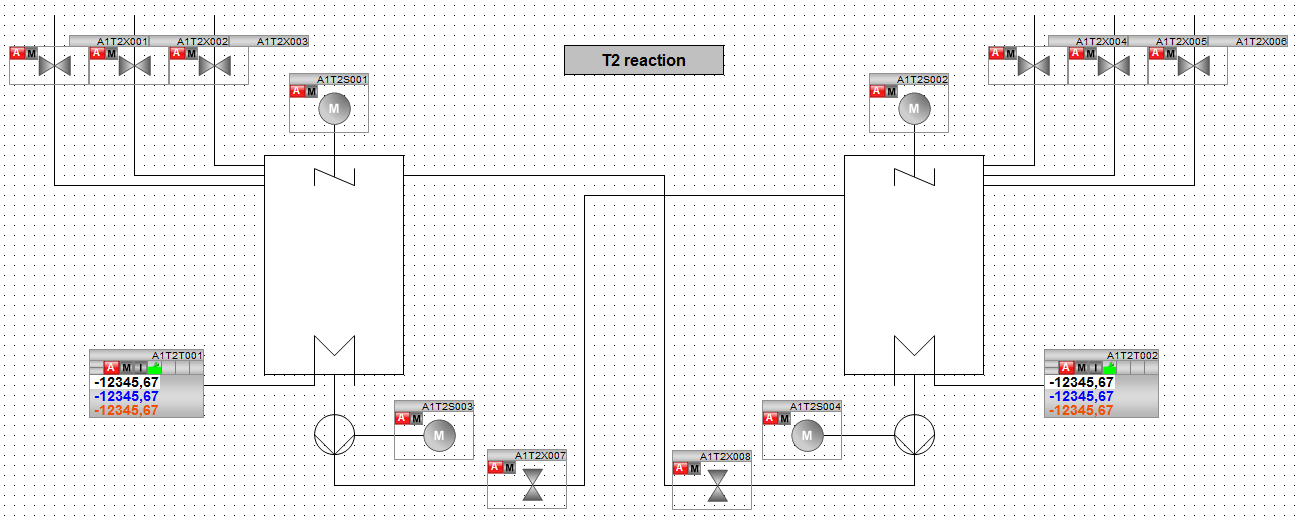 A1T2X001 A1T2X002 A1T2X003
A M A M A M
T2 reaction
A1T2X004 A1T2X005 A1T2X006
A M A M A M
A1T2S001
A M
M
A1T2S002
A M
M
A1T2T001
A M I
-12345,67
-12345,67
-12345,67
A1T2T002
A M I
-12345,67
-12345,67
-12345,67
A1T2S003
A M
M
A1T2S004
A M
M
A1T2X007
A M
A1T2X008
A M